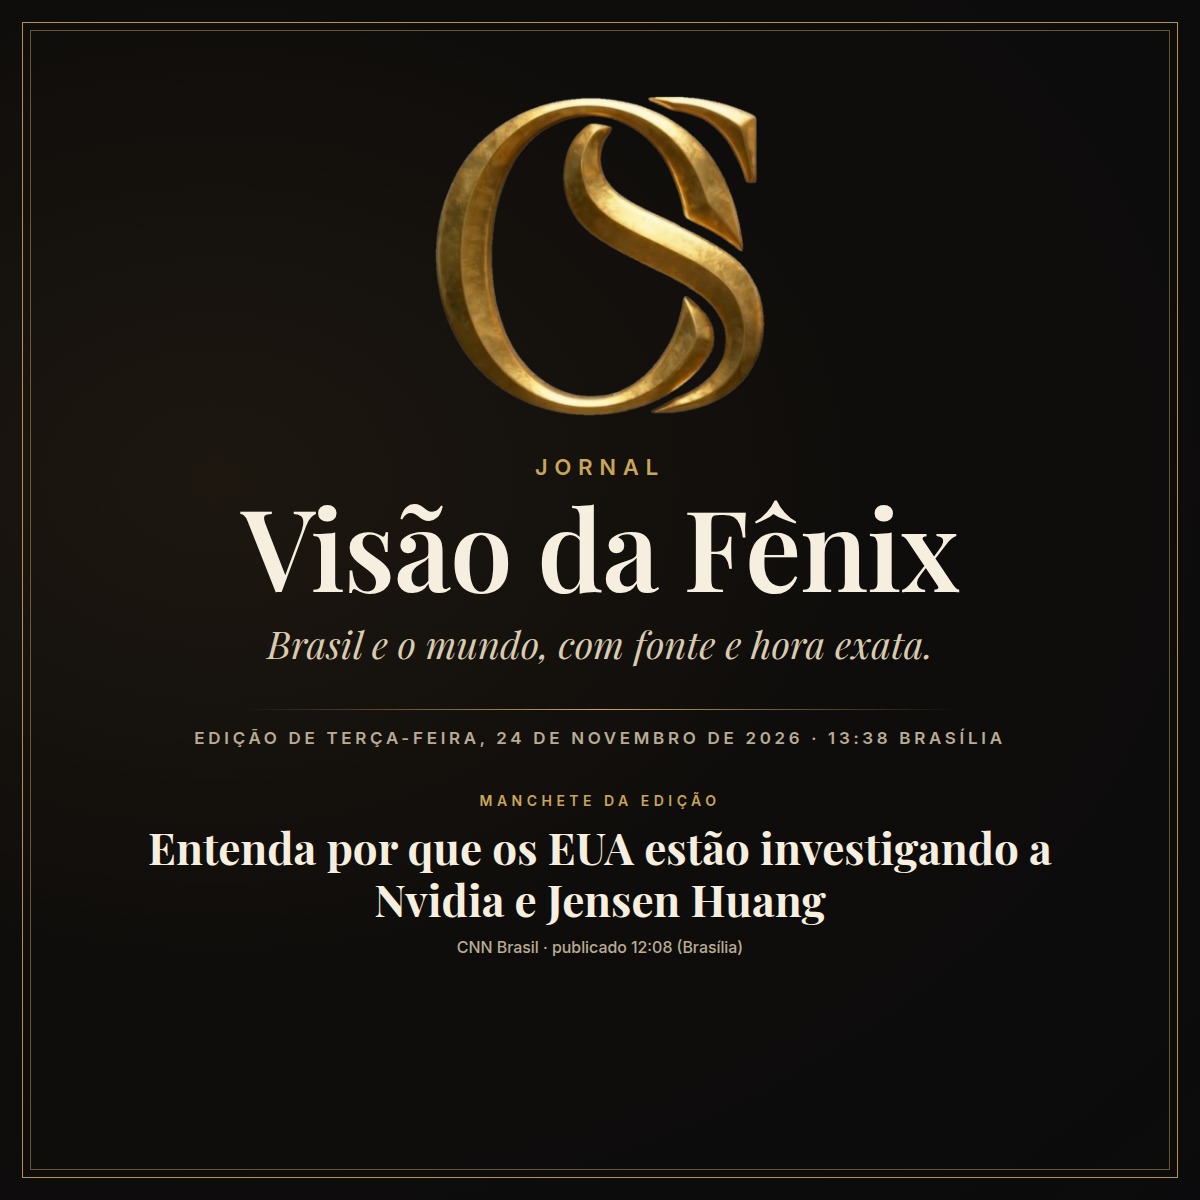 CS
JORNAL
Visão da Fênix
Brasil e o mundo, com fonte e hora exata.
EDIÇÃO DE TERÇA-FEIRA, 24 DE NOVEMBRO DE 2026 · 13:38 BRASÍLIA
MANCHETE DA EDIÇÃO
Entenda por que os EUA estão investigando a
Nvidia e Jensen Huang
CNN Brasil · publicado 12:08 (Brasília)